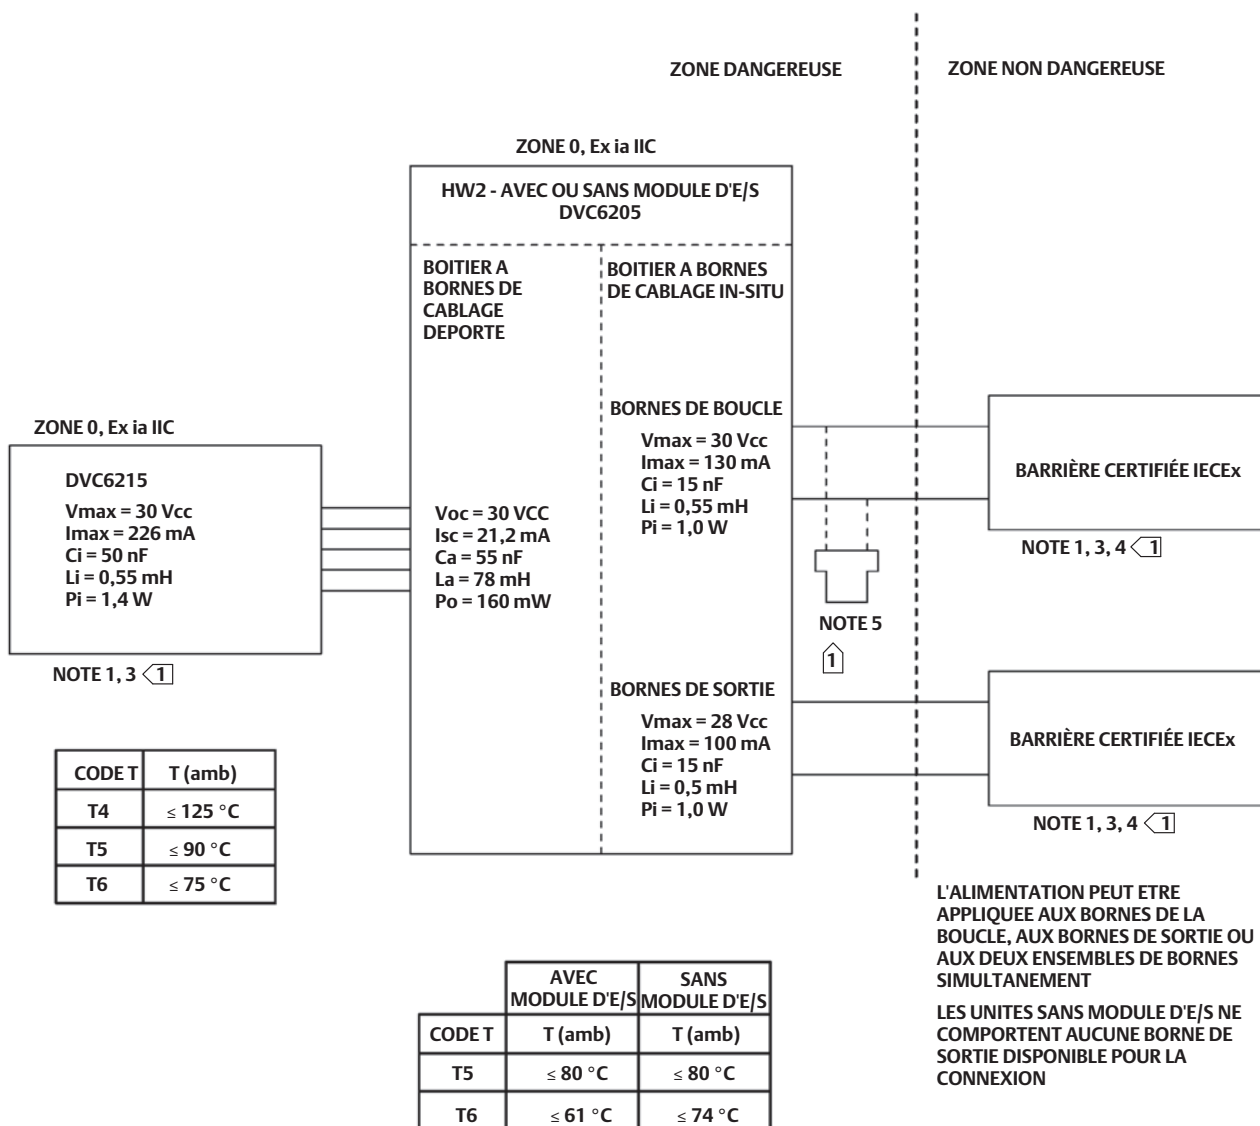 ZONE DANGEREUSE
ZONE NON DANGEREUSE
ZONE 0, Ex ia IIC
HW2 - AVEC OU SANS MODULE D'E/S
DVC6205
BOITIER A
BORNES DE
CABLAGE
DEPORTE
BOITIER A BORNES
DE CABLAGE IN-SITU
ZONE 0, Ex ia IIC
DVC6215
Vmax = 30 Vcc
Imax = 226 mA
Ci = 50 nF
Li = 0,55 mH
Pi = 1,4 W
NOTE 1, 3 1
Voc = 30 VCC
Isc = 21,2 mA
Ca = 55 nF
La = 78 mH
Po = 160 mW
BORNES DE BOUCLE
Vmax = 30 Vcc
Imax = 130 mA
Ci = 15 nF
Li = 0,55 mH
Pi = 1,0 W
BARRIÈRE CERTIFIÉE IECEx
NOTE 1, 3, 4 1
NOTE 5
1
BORNES DE SORTIE
Vmax = 28 Vcc
Imax = 100 mA
Ci = 15 nF
Li = 0,5 mH
Pi = 1,0 W
BARRIÈRE CERTIFIÉE IECEx
NOTE 1, 3, 4 1
CODE T T (amb)
T4 ≤ 125 °C
T5 ≤ 90 °C
T6 ≤ 75 °C
L'ALIMENTATION PEUT ETRE
APPLIQUEE AUX BORNES DE LA
BOUCLE, AUX BORNES DE SORTIE OU
AUX DEUX ENSEMBLES DE BORNES
SIMULTANEMENT
LES UNITES SANS MODULE D'E/S NE
COMPORTENT AUCUNE BORNE DE
SORTIE DISPONIBLE POUR LA
CONNEXION
AVEC SANS
MODULE D'E/S MODULE D'E/S
CODE T T (amb) T (amb)
T5 ≤ 80 °C ≤ 80 °C
T6 ≤ 61 °C ≤ 74 °C